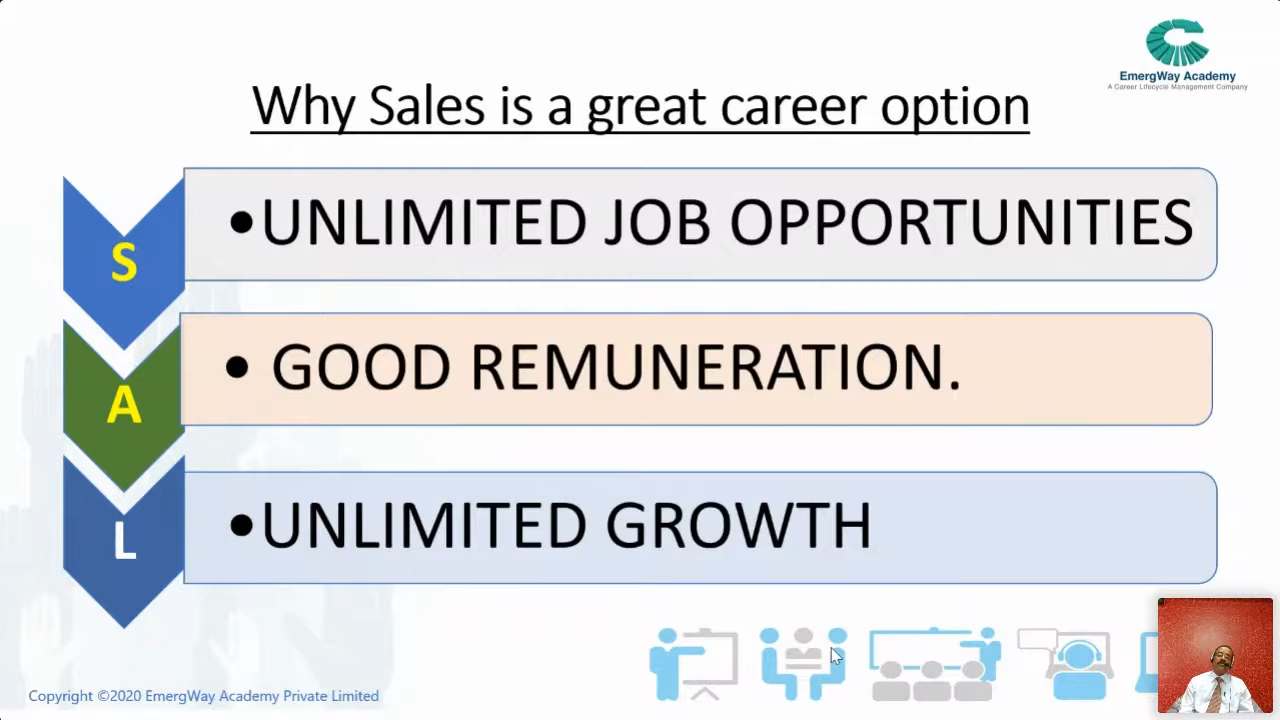 EmergWay Academy
A Career Lifecycle Management Company
Why Sales is a great career option
S
•UNLIMITED JOB OPPORTUNITIES
A
• GOOD REMUNERATION.
L
•UNLIMITED GROWTH
Copyright ©2020 EmergWay Academy Private Limited